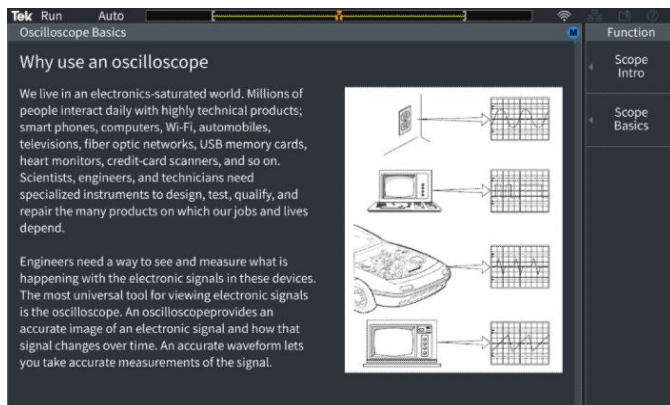 Tek Run Auto
Oscilloscope Basics
M
Function
Why use an oscilloscope
Scope
Intro
We live in an electronics-saturated world. Millions of
people interact daily with highly technical products;
smart phones, computers, Wi-Fi, automobiles,
televisions, fiber optic networks, USB memory cards,
heart monitors, credit-card scanners, and so on.
Scientists, engineers, and technicians need
specialized instruments to design, test, qualify, and
repair the many products on which our jobs and lives
depend.
Scope
Basics
Engineers need a way to see and measure what is
happening with the electronic signals in these devices.
The most universal tool for viewing electronic signals
is the oscilloscope. An oscilloscopeprovides an
accurate image of an electronic signal and how that
signal changes over time. An accurate waveform lets
you take accurate measurements of the signal.